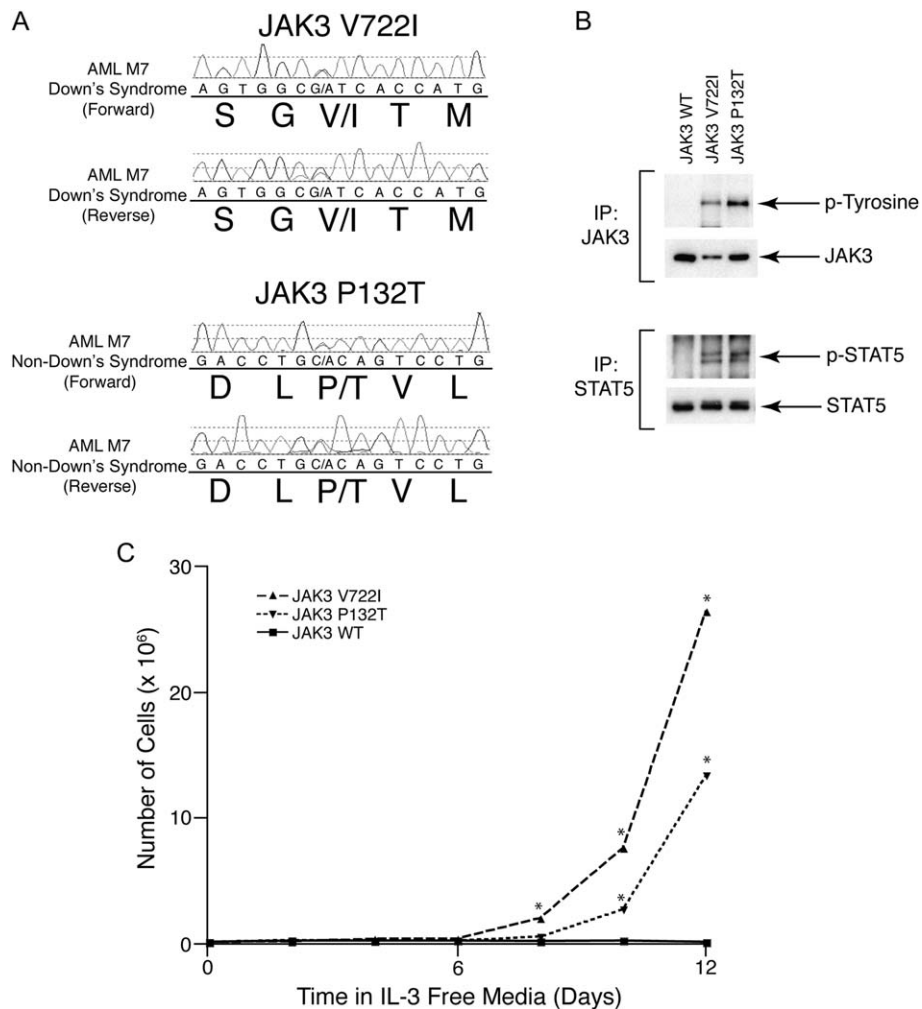 A
JAK3 V722I
AML M7
Down's Syndrome
(Forward)
A G T G G C G/A T C A C C A T G
S G V/I T M
AML M7
Down's Syndrome
(Reverse)
A G T G G C G/A T C A C C A T G
S G V/I T M
JAK3 P132T
AML M7
Non-Down's Syndrome
(Forward)
G A C C T G C/A C A G T C C T G
D L P/T V L
AML M7
Non-Down's Syndrome
(Reverse)
G A C C T G C/A C A G T C C T G
D L P/T V L
B
JAK3 WT
JAK3 V722I
JAK3 P132T
IP:
JAK3
p-Tyrosine
JAK3
IP:
STAT5
p-STAT5
STAT5
C
Number of Cells (x 10⁶)
30
20
10
0
JAK3 V722I
JAK3 P132T
JAK3 WT
*
*
*
*
*
0
6
12
Time in IL-3 Free Media (Days)